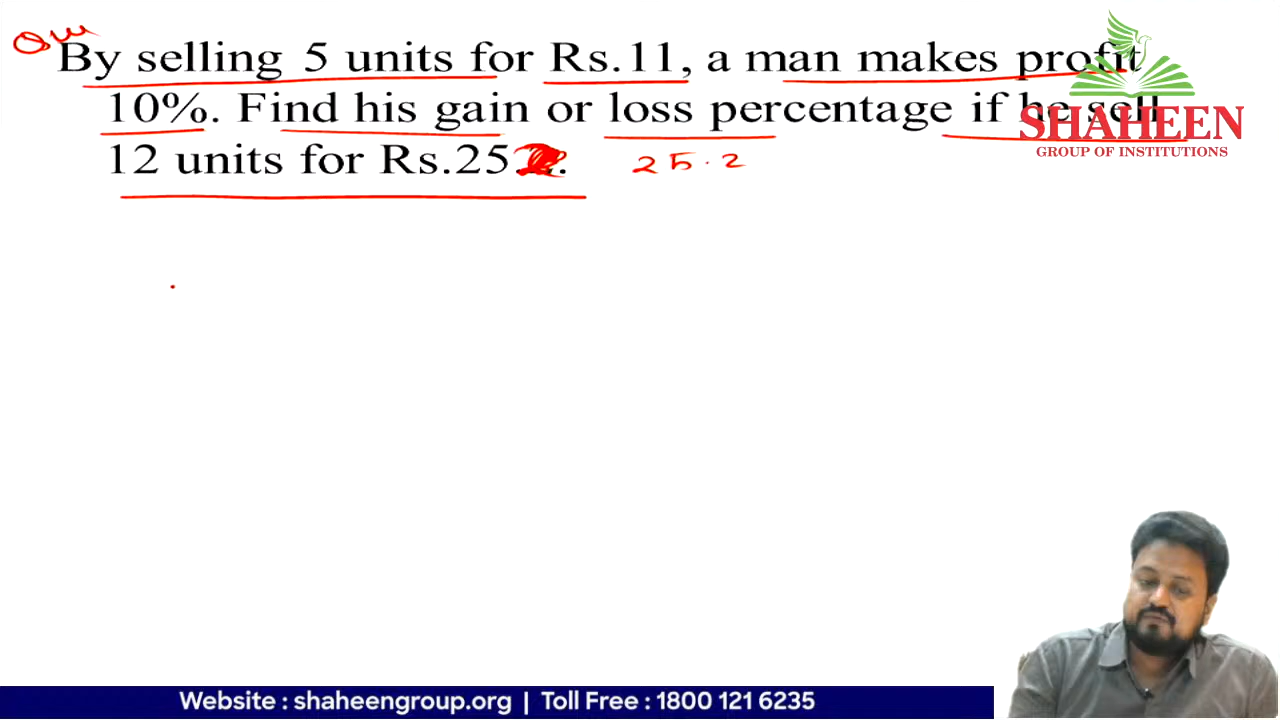 Que
By selling 5 units for Rs.11, a man makes profit
10%. Find his gain or loss percentage if he sell
12 units for Rs.25.
25.2
SHAHEEN
GROUP OF INSTITUTIONS
Website : shaheengroup.org | Toll Free : 1800 121 6235